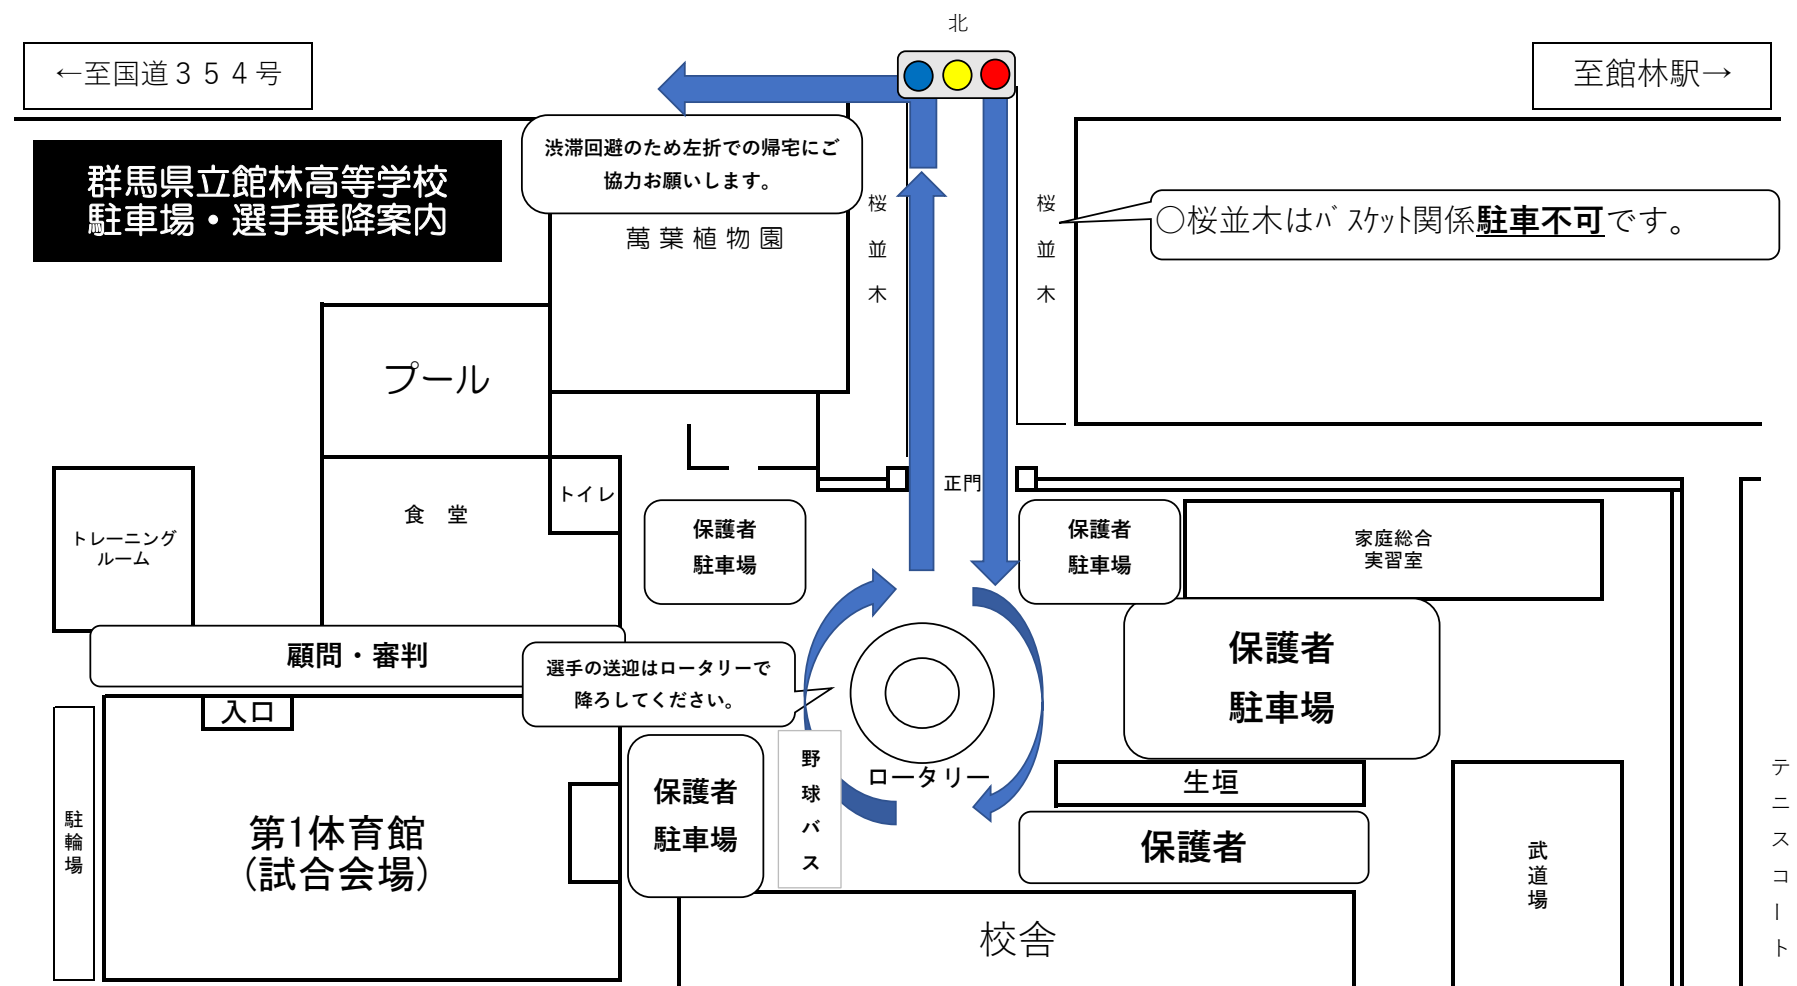 北
←至国道３５４号
至館林駅→
群馬県立館林高等学校
駐車場・選手乗降案内
渋滞回避のため左折での帰宅にご
協力お願いします。
萬葉植物園
桜並木
桜並木
○桜並木はﾊﾞｽｹｯﾄ関係駐車不可です。
プール
食　堂
トイレ
トレーニング
ルーム
正門
保護者
駐車場
保護者
駐車場
家庭総合
実習室
顧問・審判
選手の送迎はロータリーで
降ろしてください。
保護者
駐車場
入口
ロータリー
野球バス
保護者
駐車場
生垣
保護者
駐輪場
第1体育館
(試合会場)
武道場
テニスコート
校舎